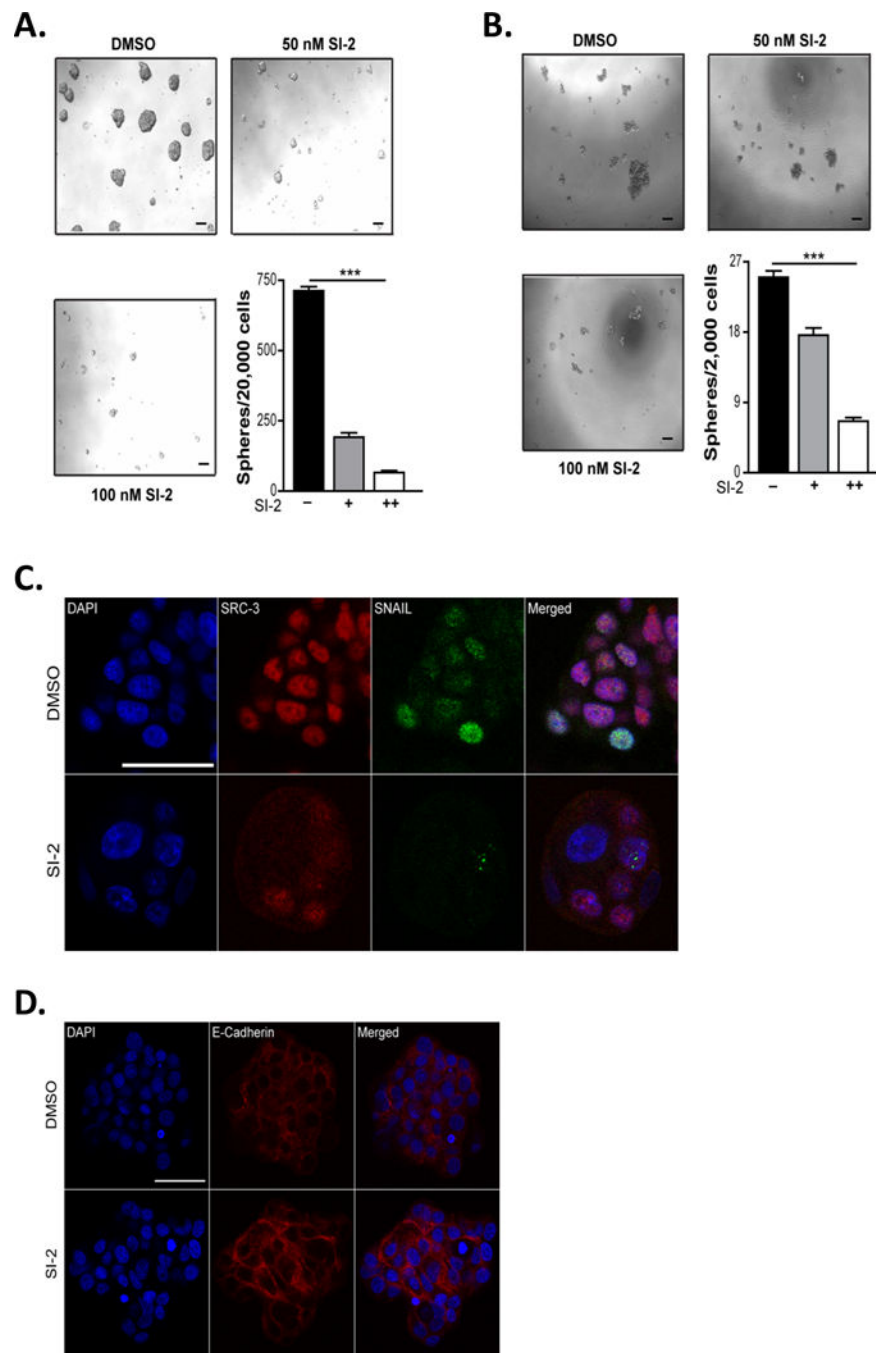 A.
DMSO
50 nM SI-2
100 nM SI-2
Spheres/20,000 cells
750
500
250
0
***
SI-2
– + ++
B.
DMSO
50 nM SI-2
100 nM SI-2
Spheres/2,000 cells
27
18
9
0
***
SI-2
– + ++
C.
DAPI SRC-3 SNAIL Merged
DMSO
SI-2
D.
DAPI E-Cadherin Merged
DMSO
SI-2